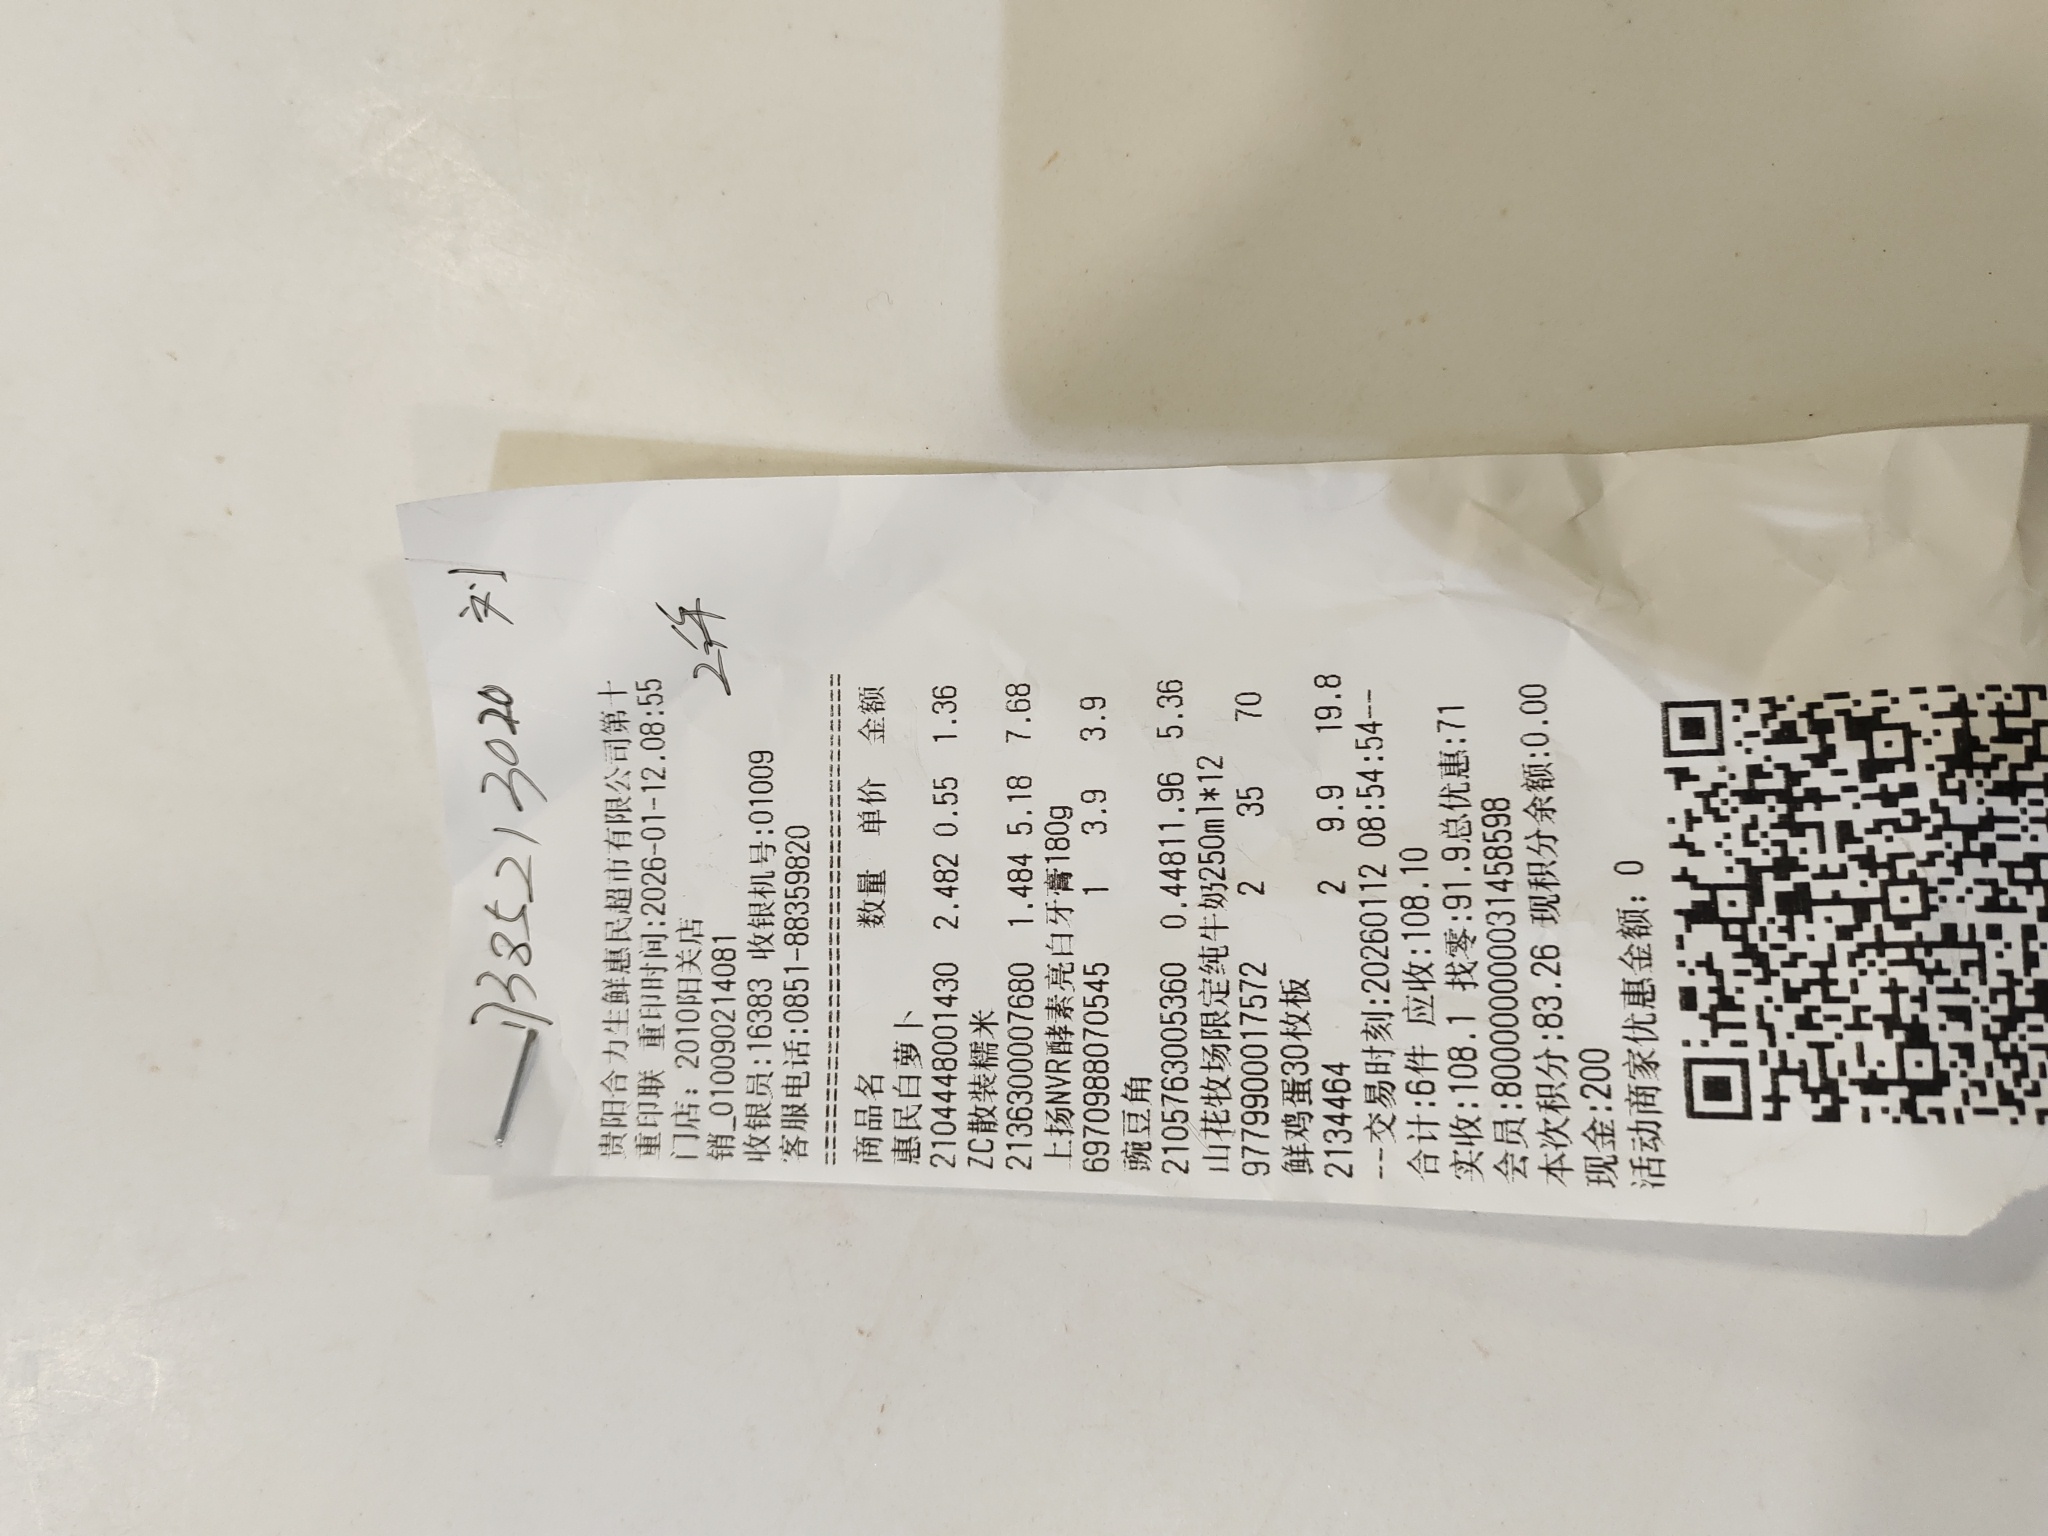 13852213020 刘
贵阳合力生鲜惠民超市有限公司第十
重印联 重印时间:2026-01-12.08:55
门店: 2010阳关店
销_010090214081
2件
收银员:16383 收银机号:01009
客服电话:0851-88359820
商品名 数量 单价 金额
惠民白萝卜
2104448001430 2.482 0.55 1.36
ZC散装糯米
2136300007680 1.484 5.18 7.68
上扬NVR酵素亮白牙膏180g
6970988070545 1 3.9 3.9
豌豆角
2105763005360 0.44811.96 5.36
山花牧场限定纯牛奶250ml*12
9779900017572 2 35 70
鲜鸡蛋30枚板
2134464 2 9.9 19.8
--交易时刻:20260112 08:54:54--
合计:6件 应收:108.10
实收:108.1 找零:91.9总优惠:71
会员:80000000031458598
本次积分:83.26 现积分余额:0.00
现金:200
活动商家优惠金额: 0